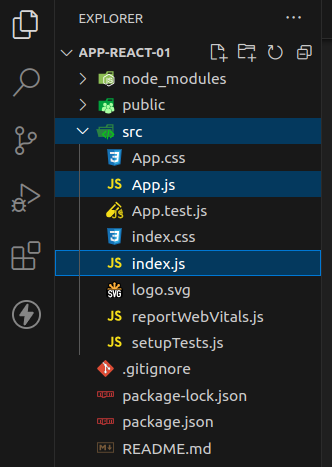 EXPLORER
APP-REACT-01
node_modules
public
src
App.css
JS App.js
App.test.js
index.css
JS index.js
SVG logo.svg
JS reportWebVitals.js
JS setupTests.js
.gitignore
package-lock.json
package.json
README.md